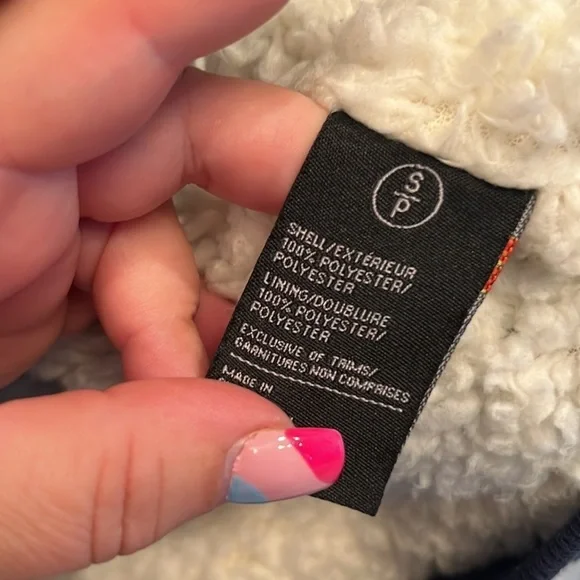 S
P
SHELL/EXTÉRIEUR
100% POLYESTER/
POLYESTER
LINING/DOUBLURE
100% POLYESTER/
POLYESTER
EXCLUSIVE OF TRIMS/
GARNITURES NON COMPRISES
MADE IN